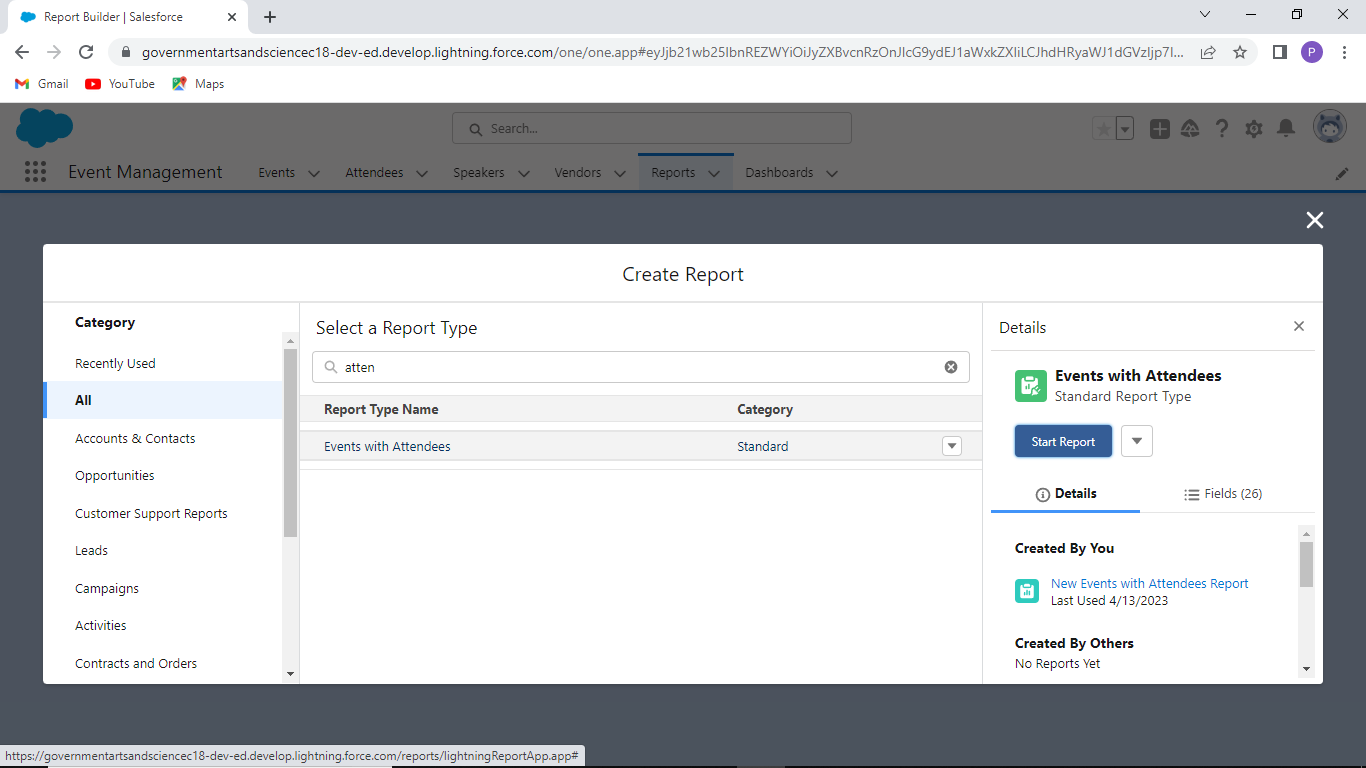 Report Builder | Salesforce
governmentartsandsciencec18-dev-ed.develop.lightning.force.com/one/one.app#eyJjb21wb25lbnREZWYiOiJyZXBvcnRzOnJlcG9ydEJ1aWxkZXIiLCJhdHRyaWJ1dGVzIjp7I...
P
Gmail YouTube Maps
Search...
Event Management Events Attendees Speakers Vendors Reports Dashboards
Create Report
Category
Recently Used
All
Accounts & Contacts
Opportunities
Customer Support Reports
Leads
Campaigns
Activities
Contracts and Orders
Select a Report Type
atten
Report Type Name Category
Events with Attendees Standard
Details
Events with Attendees
Standard Report Type
Start Report
Details Fields (26)
Created By You
New Events with Attendees Report
Last Used 4/13/2023
Created By Others
No Reports Yet
https://governmentartsandsciencec18-dev-ed.develop.lightning.force.com/reports/lightningReportApp.app#